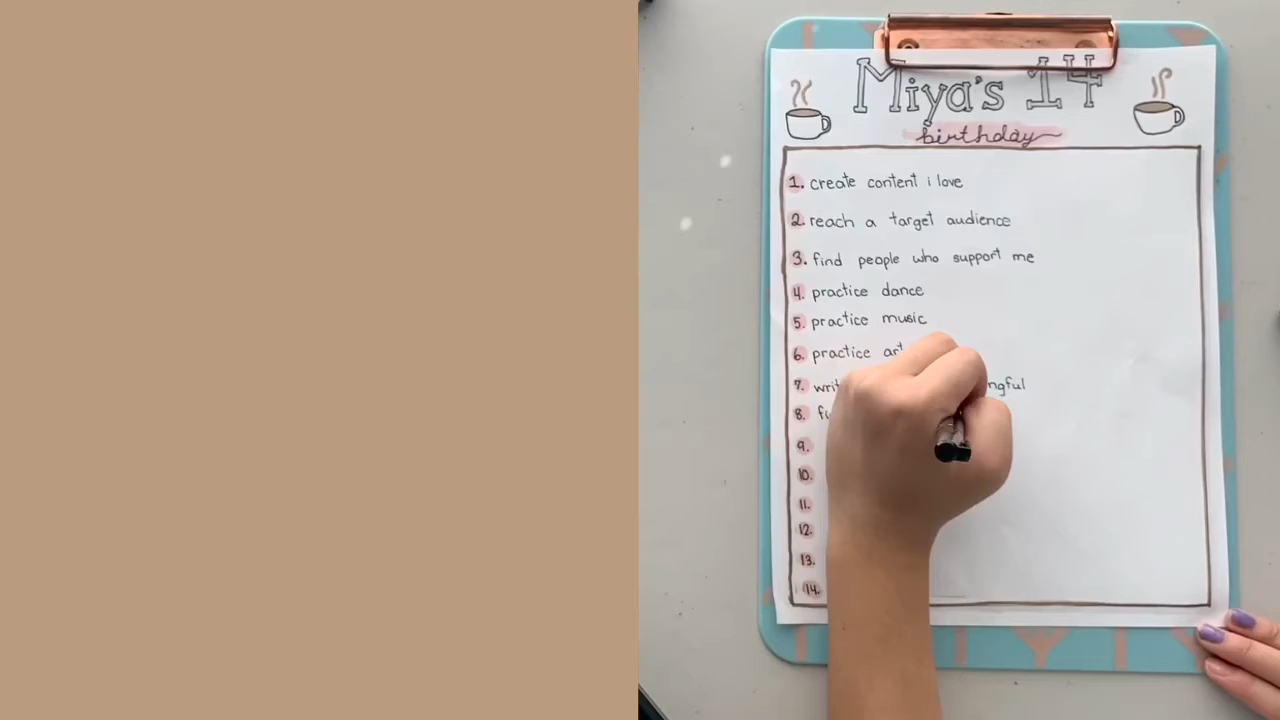 Miya's 14
birthday
1. create content i love
2. reach a target audience
3. find people who support me
4. practice dance
5. practice music
6. practice art
7.
8.
9.
10.
11.
12.
13.
14.